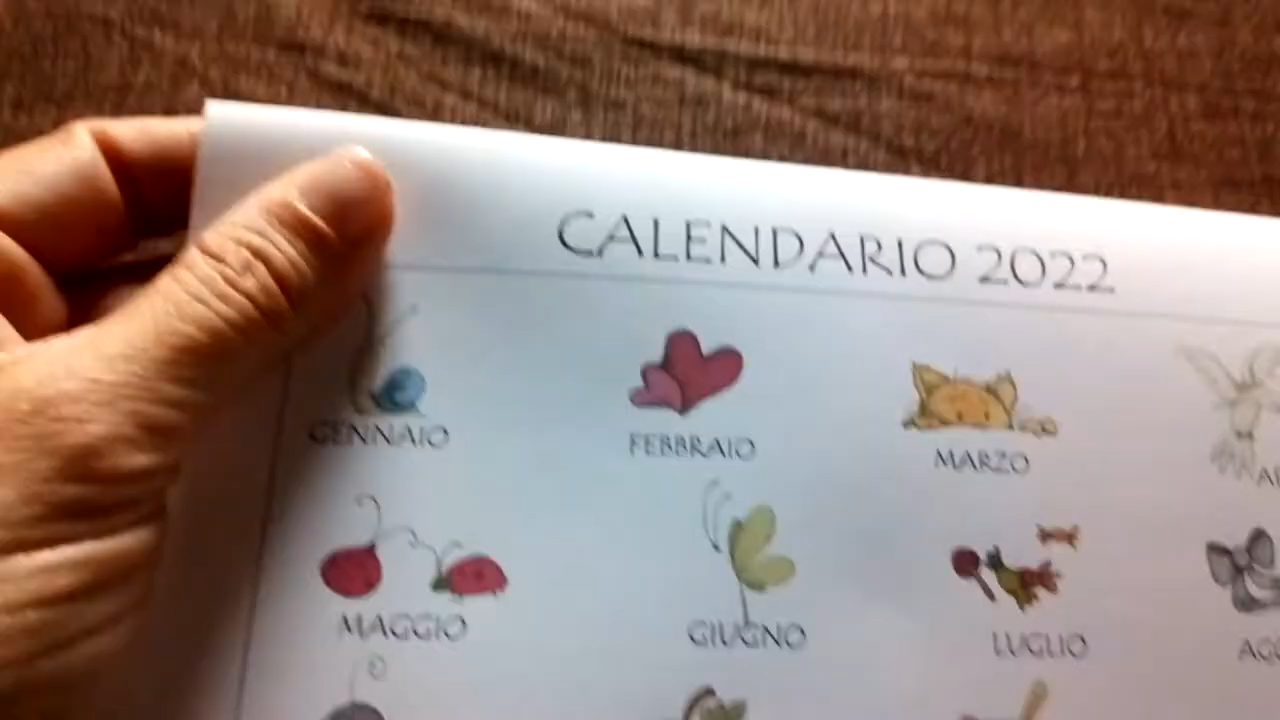 CALENDARIO 2022
GENNAIO
FEBBRAIO
MARZO
MAGGIO
GIUGNO
LUGLIO